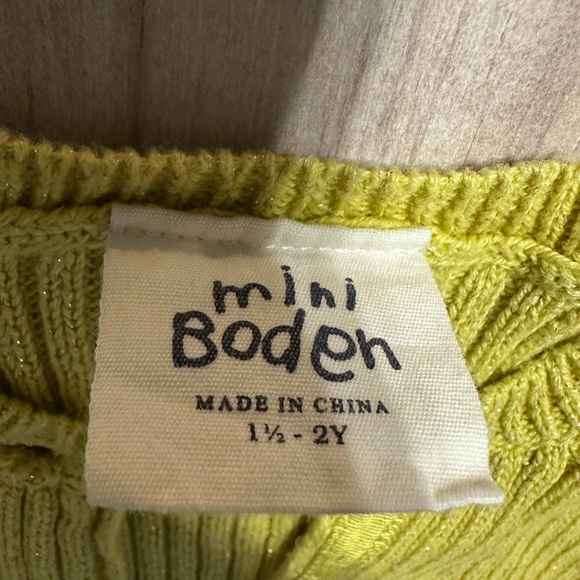 mini
Boden
MADE IN CHINA
1½ - 2Y